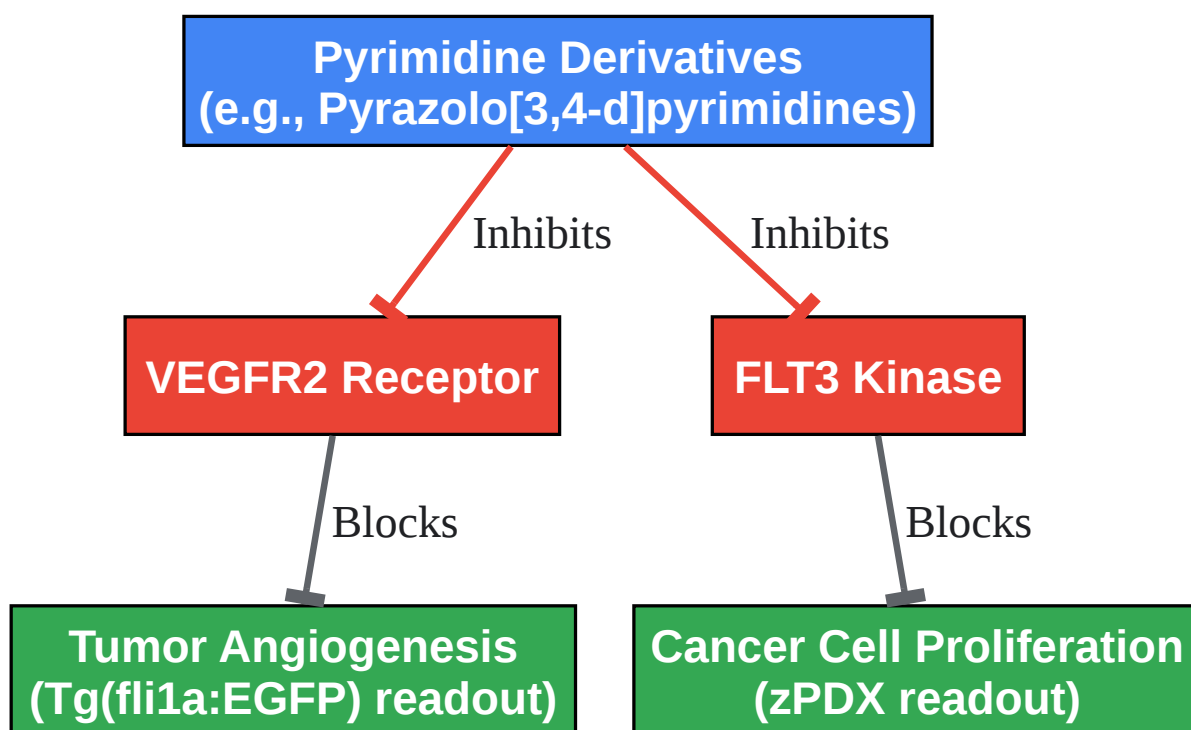 Pyrimidine Derivatives
(e.g., Pyrazolo[3,4-d]pyrimidines)
Inhibits
Inhibits
VEGFR2 Receptor
FLT3 Kinase
Blocks
Blocks
Tumor Angiogenesis
(Tg(fli1a:EGFP) readout)
Cancer Cell Proliferation
(zPDX readout)